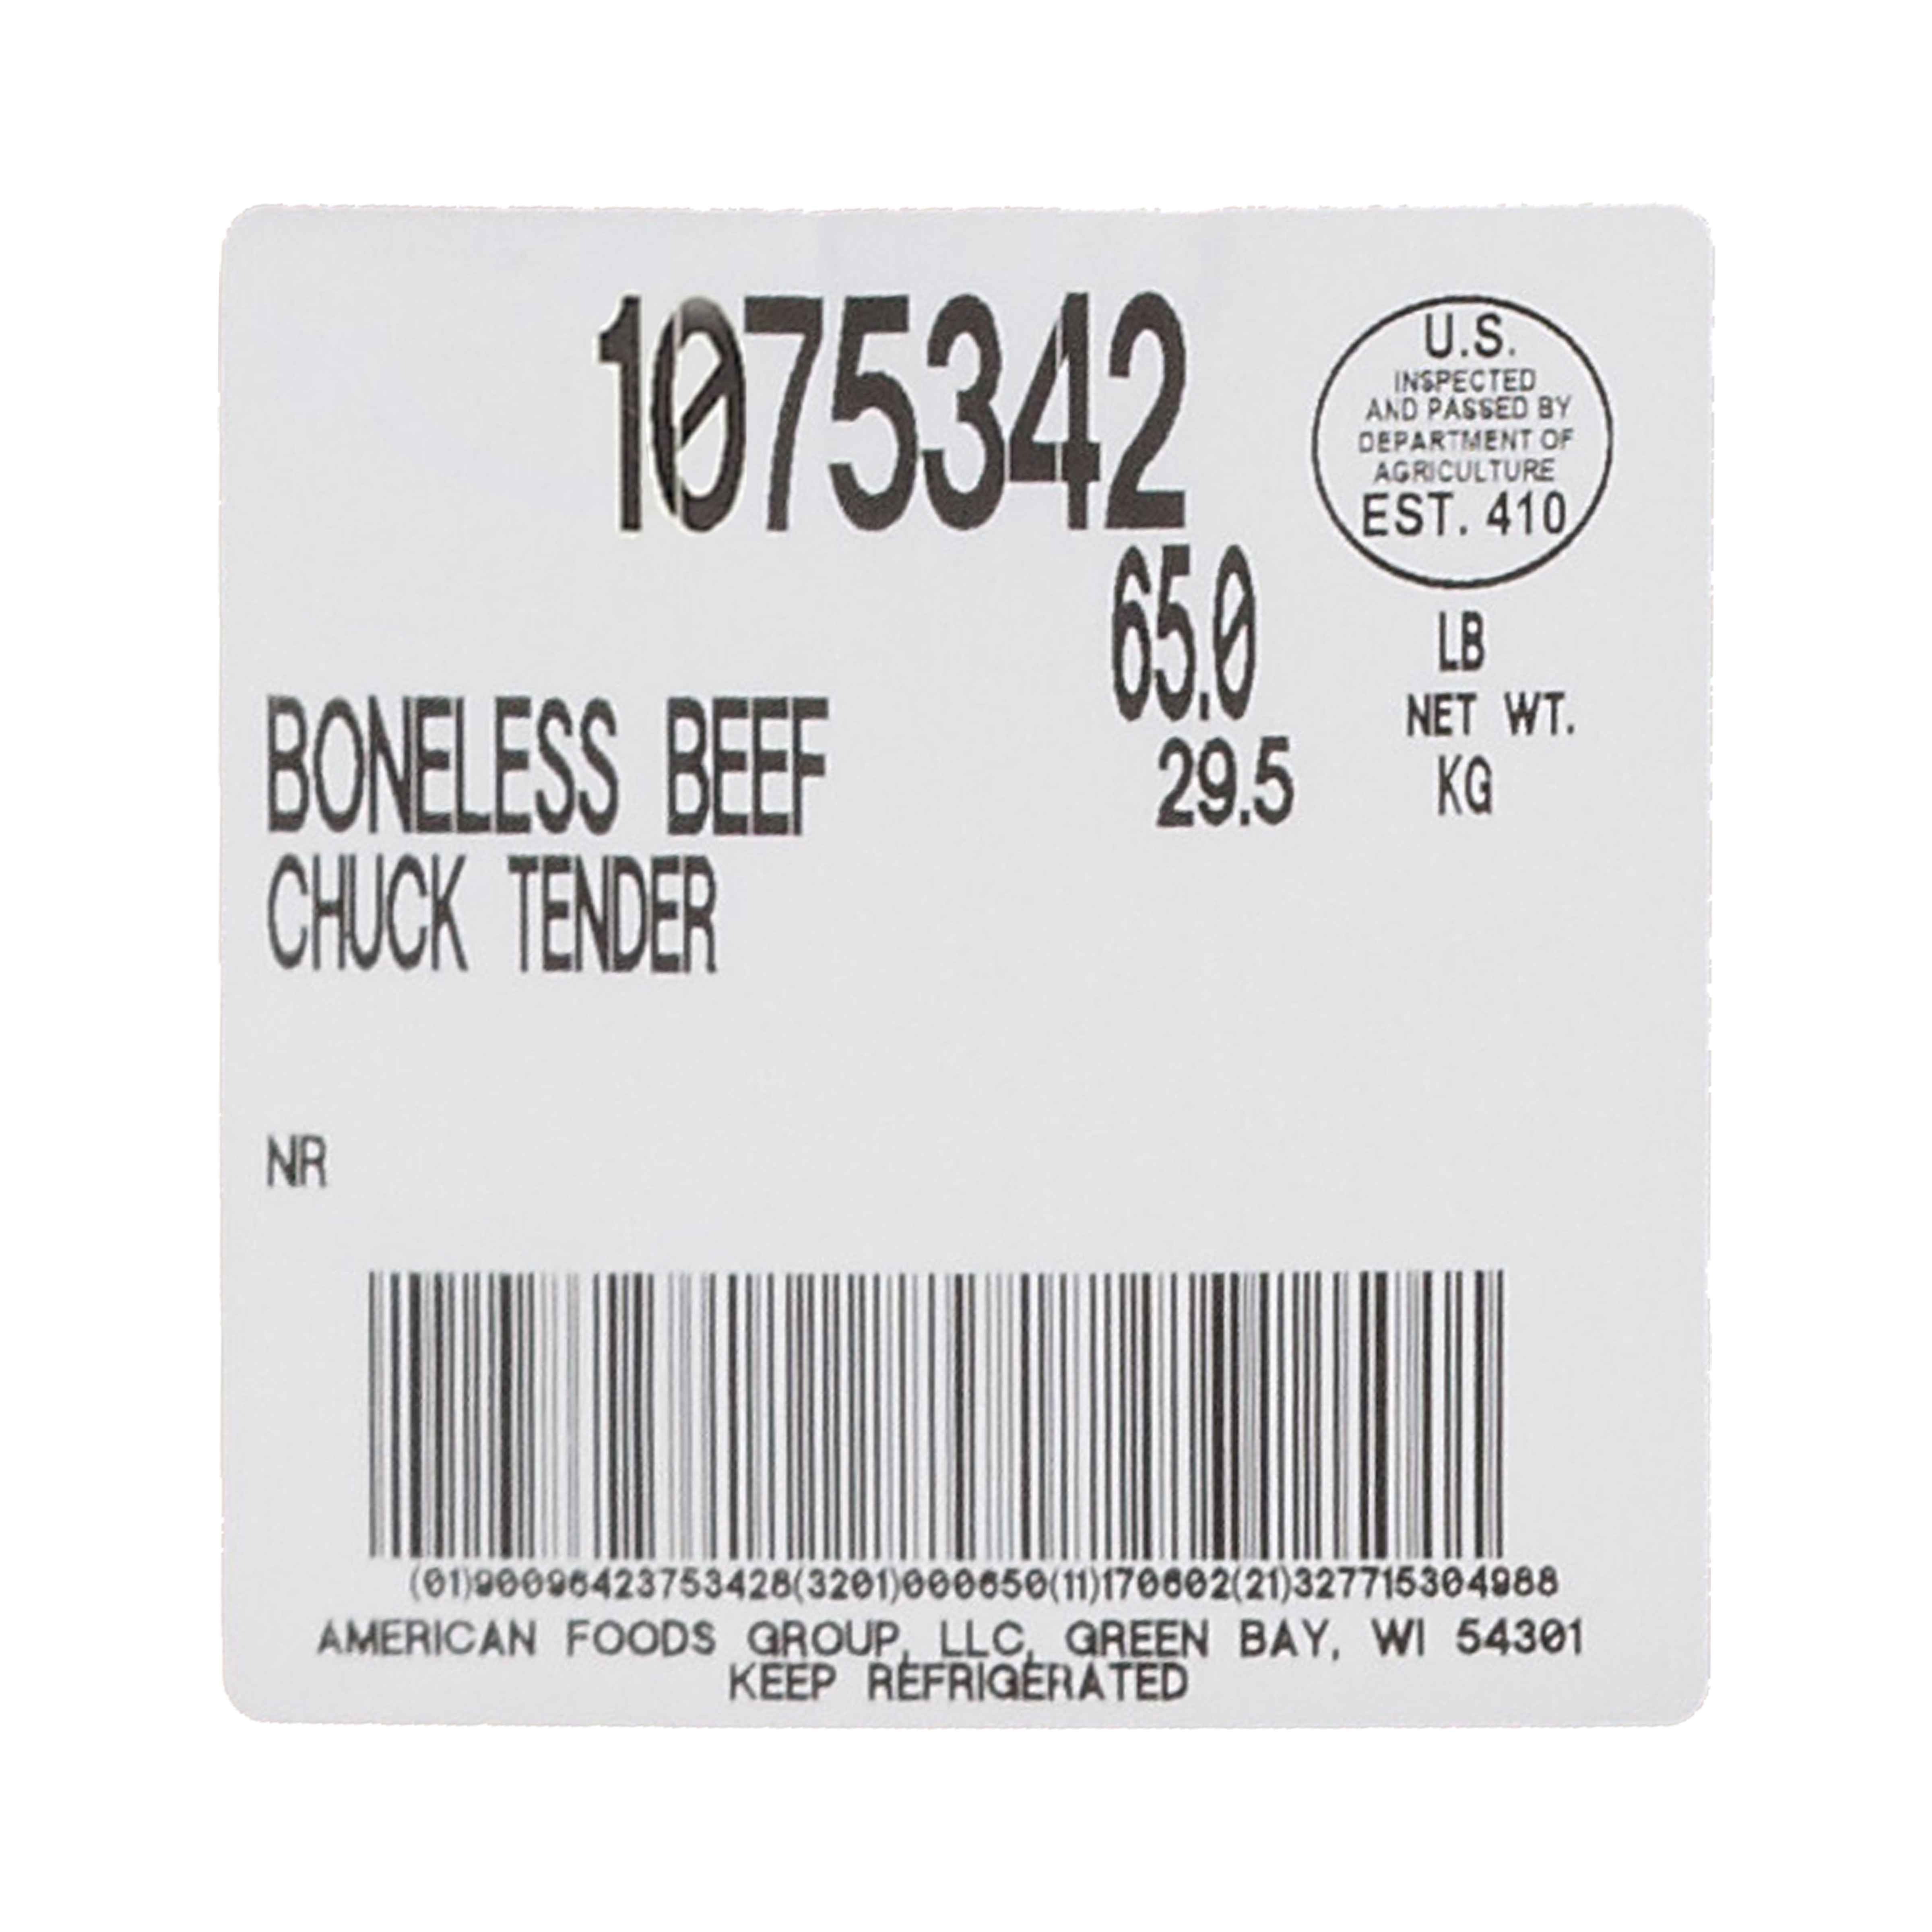 1075342
U.S.
INSPECTED
AND PASSED BY
DEPARTMENT OF
AGRICULTURE
EST. 410
65.0 LB
NET WT.
BONELESS BEEF 29.5 KG
CHUCK TENDER
NR
(01)90096423753428(3201)000650(11)170602(21)327715304988
AMERICAN FOODS GROUP, LLC, GREEN BAY, WI 54301
KEEP REFRIGERATED